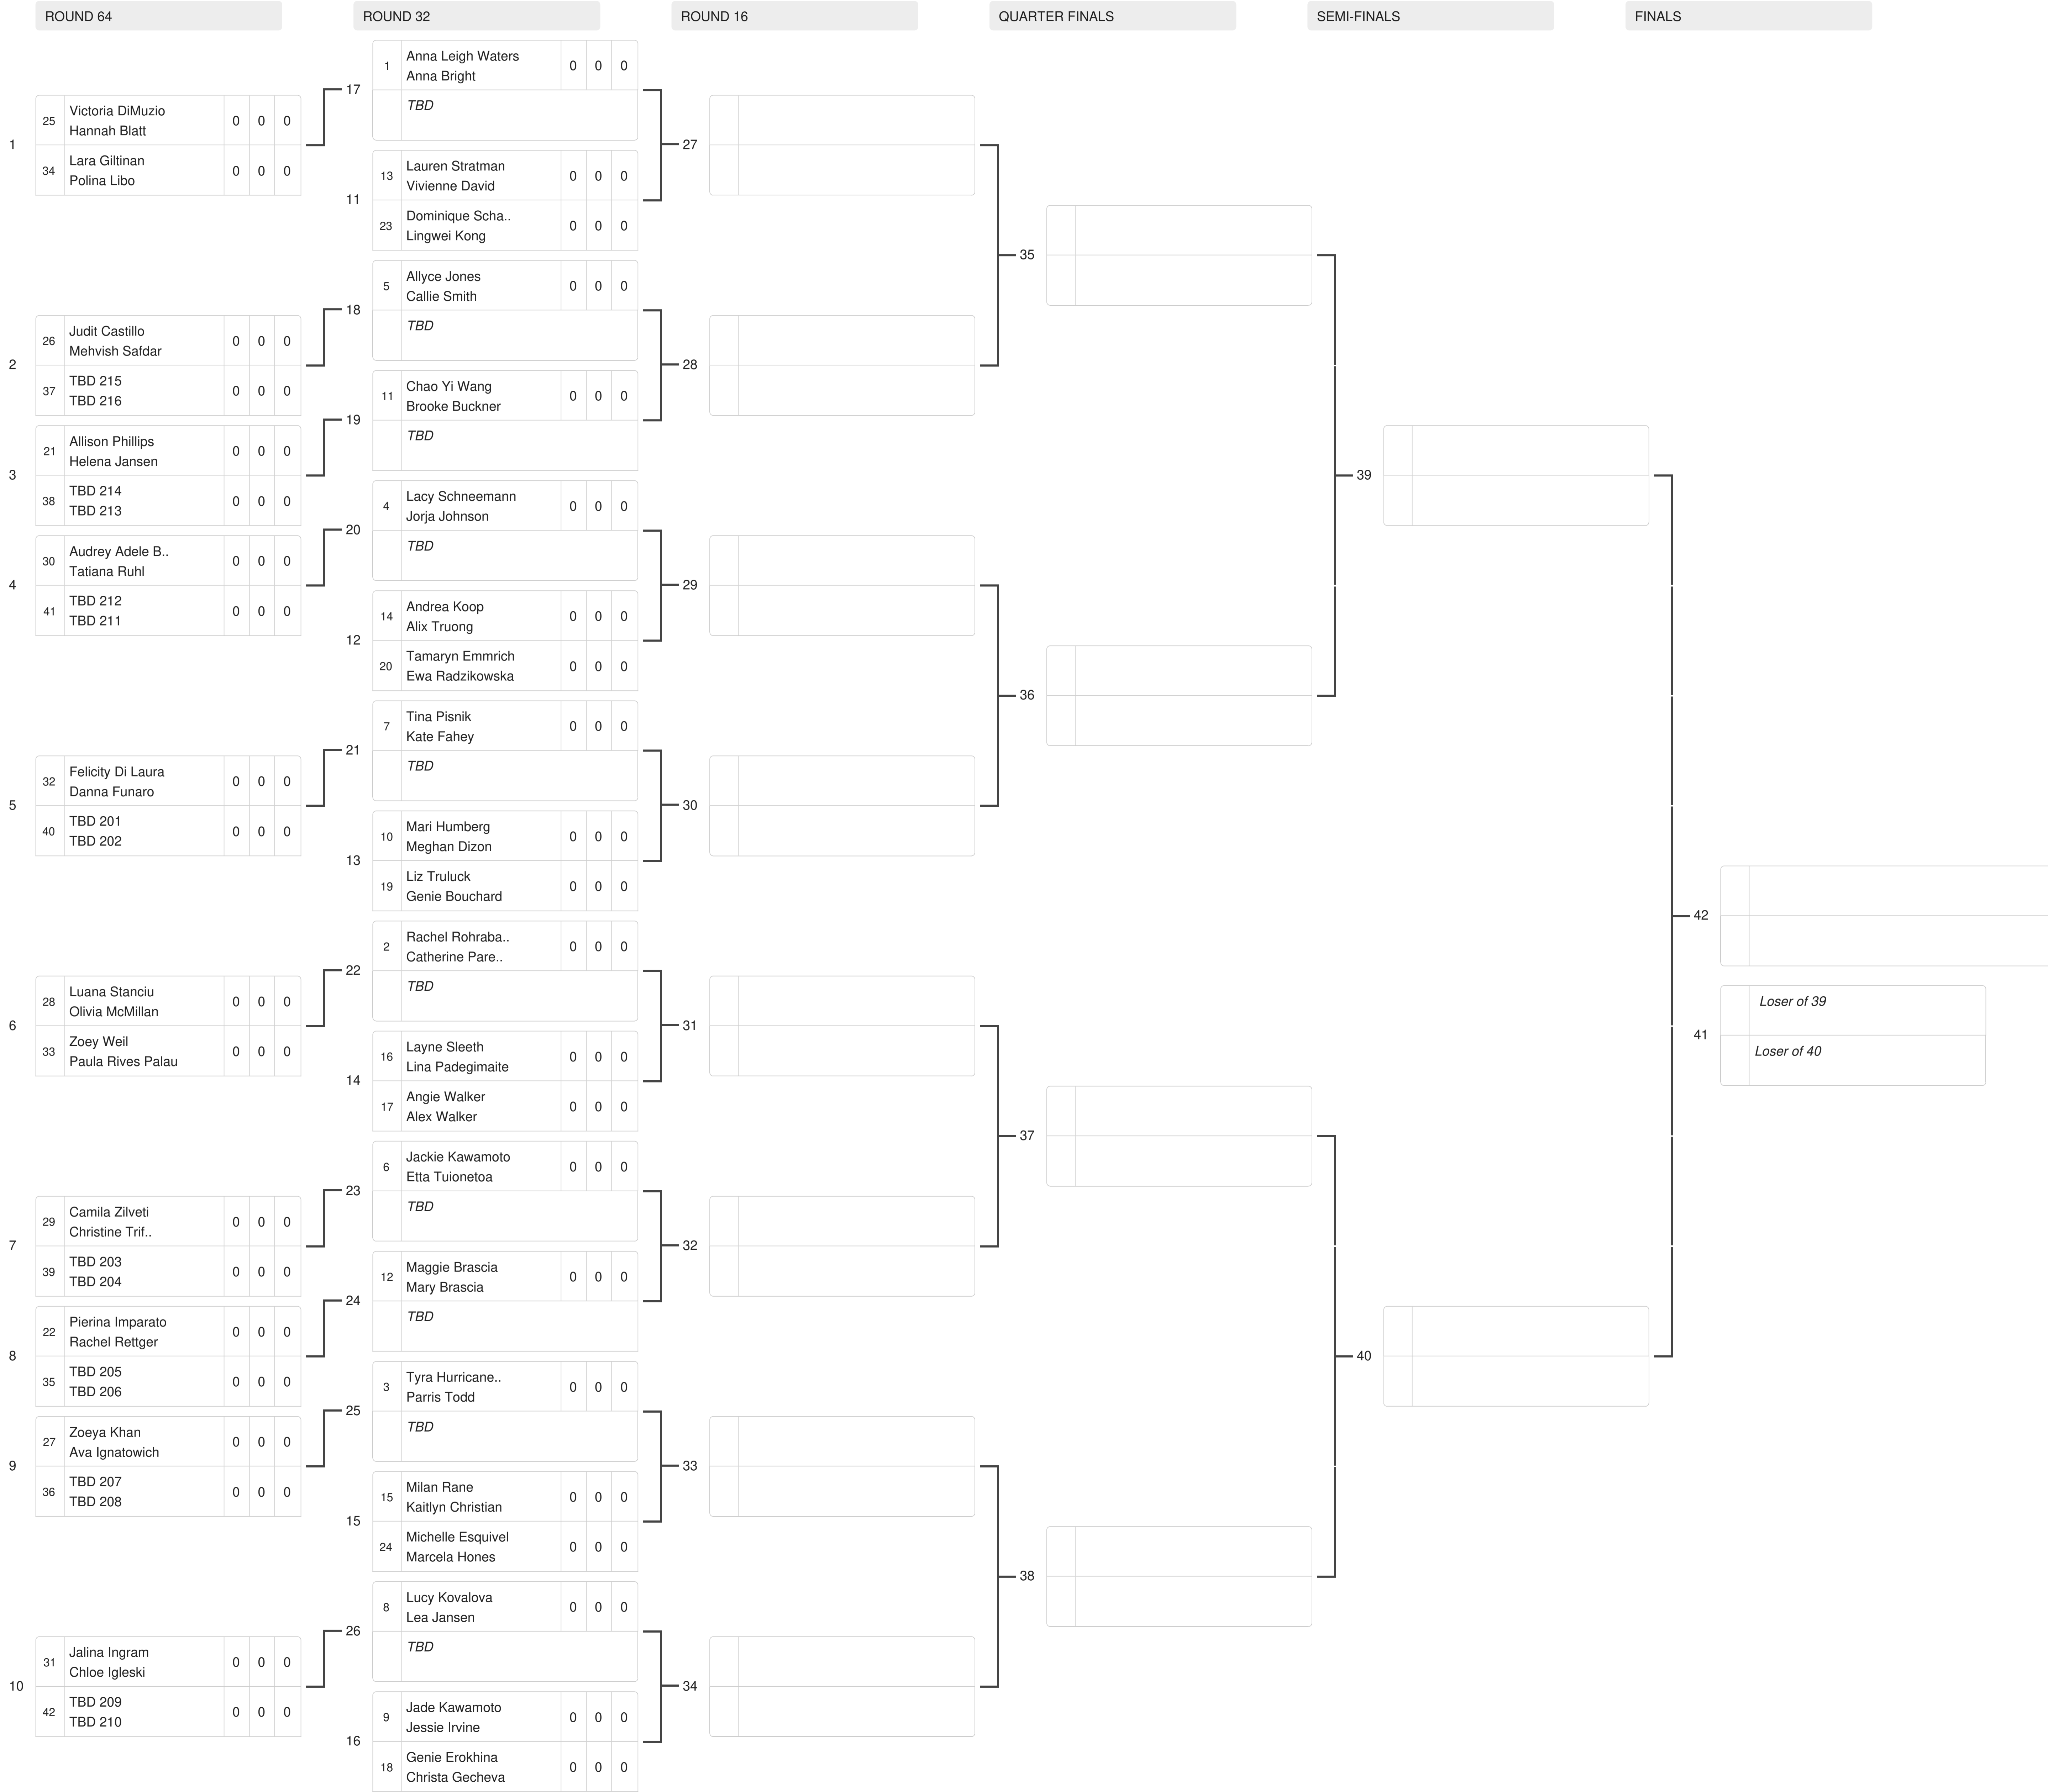 ROUND 64
ROUND 32
ROUND 16
QUARTER FINALS
SEMI-FINALS
FINALS
1
25
Victoria DiMuzio
Hannah Blatt
0 0 0
34
Lara Giltinan
Polina Libo
0 0 0
2
26
Judit Castillo
Mehvish Safdar
0 0 0
37
TBD 215
TBD 216
0 0 0
3
21
Allison Phillips
Helena Jansen
0 0 0
38
TBD 214
TBD 213
0 0 0
4
30
Audrey Adele B..
Tatiana Ruhl
0 0 0
41
TBD 212
TBD 211
0 0 0
5
32
Felicity Di Laura
Danna Funaro
0 0 0
40
TBD 201
TBD 202
0 0 0
6
28
Luana Stanciu
Olivia McMillan
0 0 0
33
Zoey Weil
Paula Rives Palau
0 0 0
7
29
Camila Zilveti
Christine Trif..
0 0 0
39
TBD 203
TBD 204
0 0 0
8
22
Pierina Imparato
Rachel Rettger
0 0 0
35
TBD 205
TBD 206
0 0 0
9
27
Zoeya Khan
Ava Ignatowich
0 0 0
36
TBD 207
TBD 208
0 0 0
10
31
Jalina Ingram
Chloe Igleski
0 0 0
42
TBD 209
TBD 210
0 0 0
17
1
Anna Leigh Waters
Anna Bright
0 0 0
TBD
11
13
Lauren Stratman
Vivienne David
0 0 0
23
Dominique Scha..
Lingwei Kong
0 0 0
18
5
Allyce Jones
Callie Smith
0 0 0
TBD
19
11
Chao Yi Wang
Brooke Buckner
0 0 0
TBD
20
4
Lacy Schneemann
Jorja Johnson
0 0 0
TBD
12
14
Andrea Koop
Alix Truong
0 0 0
20
Tamaryn Emmrich
Ewa Radzikowska
0 0 0
21
7
Tina Pisnik
Kate Fahey
0 0 0
TBD
13
10
Mari Humberg
Meghan Dizon
0 0 0
19
Liz Truluck
Genie Bouchard
0 0 0
22
2
Rachel Rohraba..
Catherine Pare..
0 0 0
TBD
14
16
Layne Sleeth
Lina Padegimaite
0 0 0
17
Angie Walker
Alex Walker
0 0 0
23
6
Jackie Kawamoto
Etta Tuionetoa
0 0 0
TBD
24
12
Maggie Brascia
Mary Brascia
0 0 0
TBD
25
3
Tyra Hurricane..
Parris Todd
0 0 0
TBD
15
15
Milan Rane
Kaitlyn Christian
0 0 0
24
Michelle Esquivel
Marcela Hones
0 0 0
26
8
Lucy Kovalova
Lea Jansen
0 0 0
TBD
16
9
Jade Kawamoto
Jessie Irvine
0 0 0
18
Genie Erokhina
Christa Gecheva
0 0 0
27
28
29
30
31
32
33
34
35
36
37
38
39
40
42
41
Loser of 39
Loser of 40